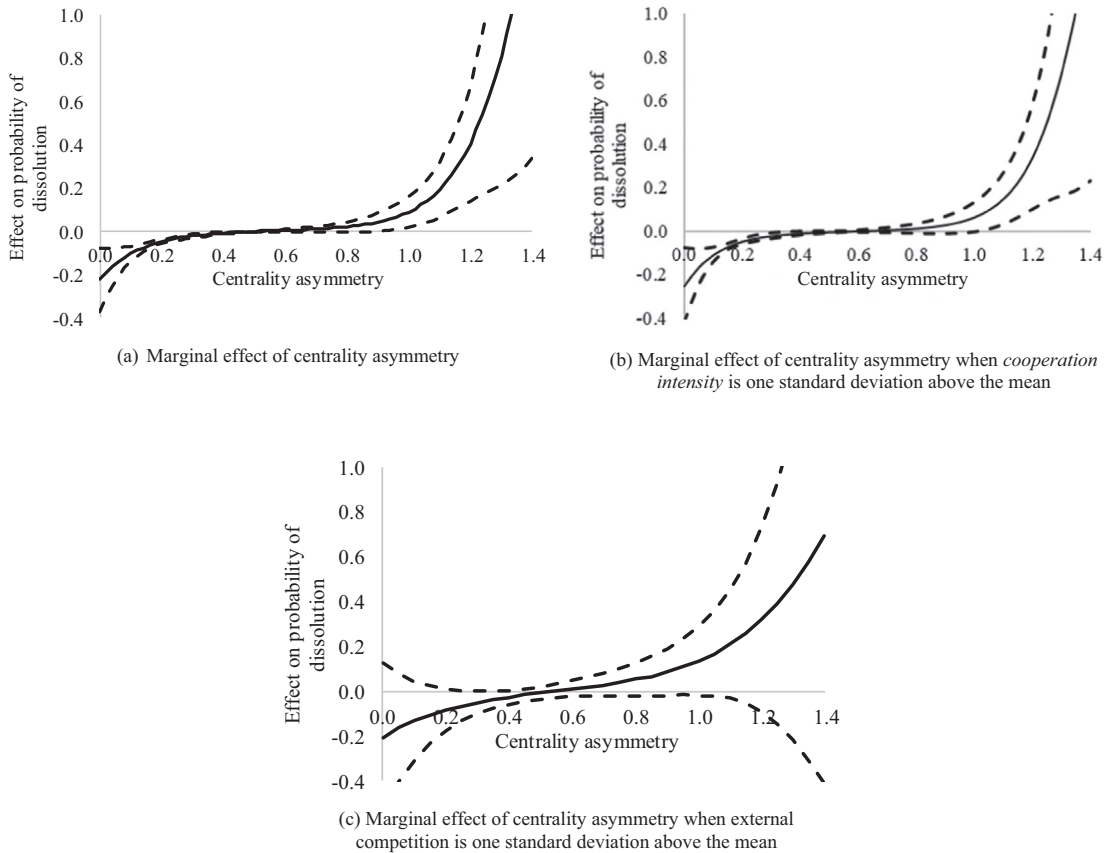 1.0
0.8
0.6
0.4
0.2
0.0
-0.2
-0.4
Effect on probability of
dissolution
0.0 0.2 0.4 0.6 0.8 1.0 1.2 1.4
Centrality asymmetry
(a) Marginal effect of centrality asymmetry
1.0
0.8
0.6
0.4
0.2
0.0
-0.2
-0.4
Effect on probability of
dissolution
0.0 0.2 0.4 0.6 0.8 1.0 1.2 1.4
Centrality asymmetry
(b) Marginal effect of centrality asymmetry when cooperation
intensity is one standard deviation above the mean
1.0
0.8
0.6
0.4
0.2
0.0
-0.2
-0.4
Effect on probability of
dissolution
0.0 0.2 0.4 0.6 0.8 1.0 1.2 1.4
Centrality asymmetry
(c) Marginal effect of centrality asymmetry when external
competition is one standard deviation above the mean